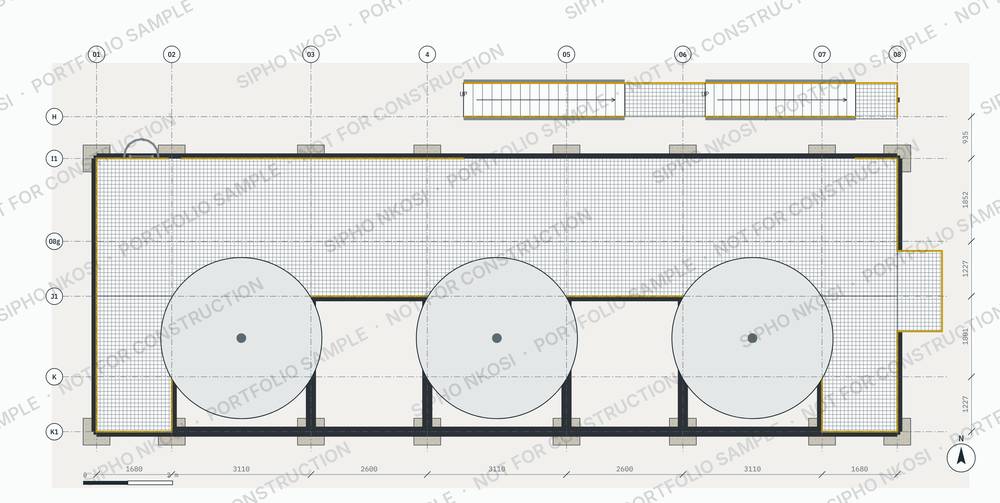 01 02 03 4 05 06 07 08
UP UP
H
I1
08g
J1
K
K1
935
1852
1227
1801
1227
1680 3110 2600 3110 2600 3110 1680
0
N
SIPHO NKOSI · PORTFOLIO SAMPLE · NOT FOR CONSTRUCTION